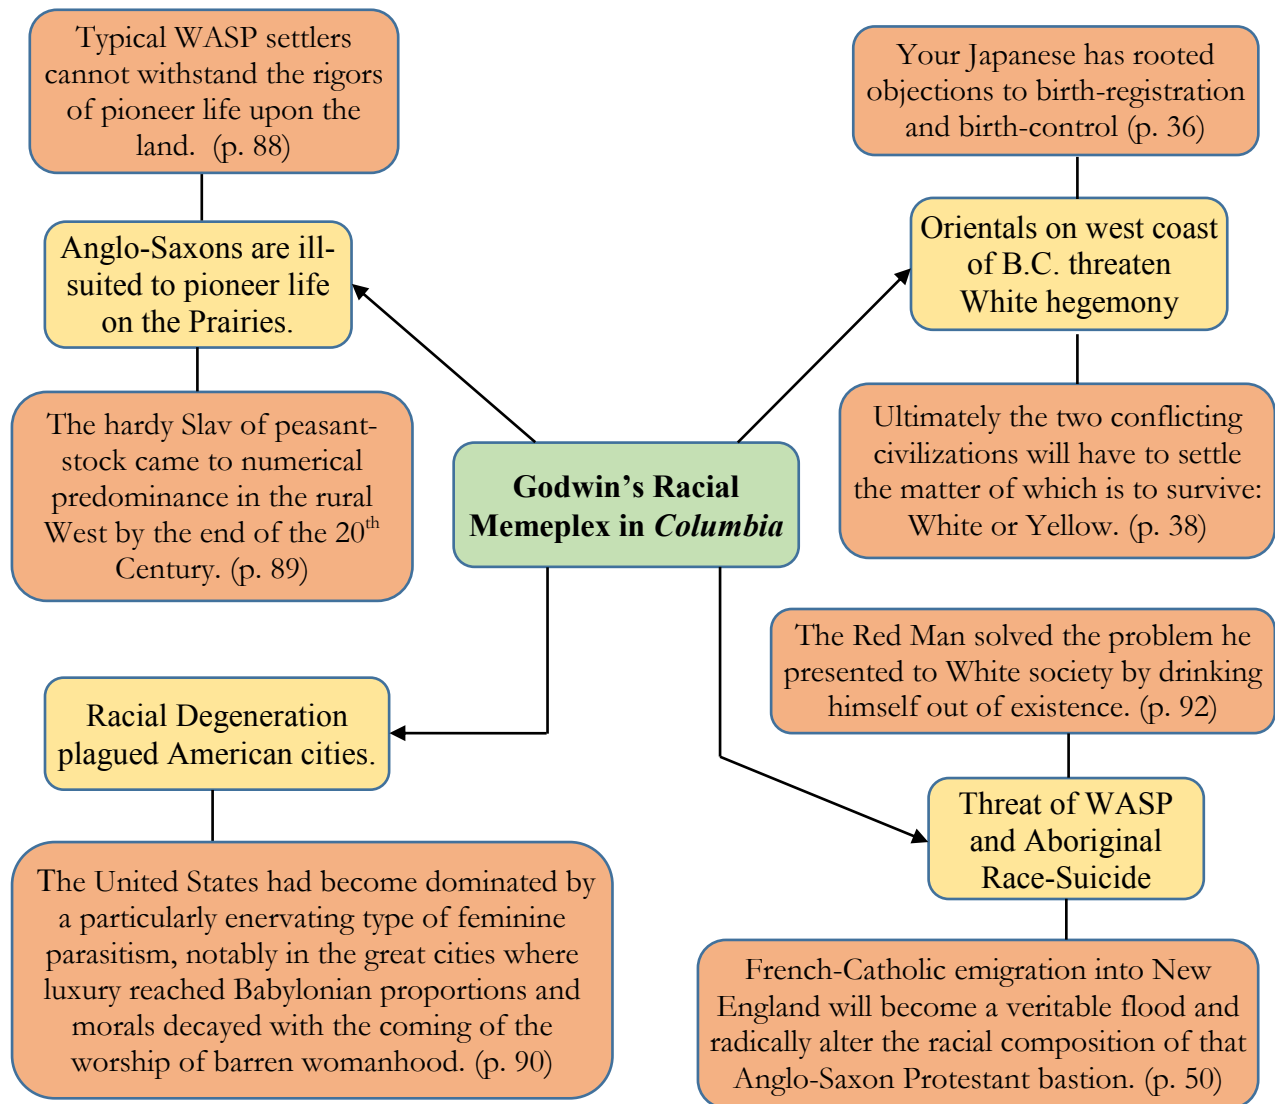 Typical WASP settlers
cannot withstand the rigors
of pioneer life upon the
land.  (p. 88)
Anglo-Saxons are ill-
suited to pioneer life
on the Prairies.
The hardy Slav of peasant-
stock came to numerical
predominance in the rural
West by the end of the 20th
Century. (p. 89)
Your Japanese has rooted
objections to birth-registration
and birth-control (p. 36)
Orientals on west coast
of B.C. threaten
White hegemony
Ultimately the two conflicting
civilizations will have to settle
the matter of which is to survive:
White or Yellow. (p. 38)
Godwin’s Racial
Memeplex in Columbia
Racial Degeneration
plagued American cities.
The United States had become dominated by
a particularly enervating type of feminine
parasitism, notably in the great cities where
luxury reached Babylonian proportions and
morals decayed with the coming of the
worship of barren womanhood. (p. 90)
The Red Man solved the problem he
presented to White society by drinking
himself out of existence. (p. 92)
Threat of WASP
and Aboriginal
Race-Suicide
French-Catholic emigration into New
England will become a veritable flood and
radically alter the racial composition of that
Anglo-Saxon Protestant bastion. (p. 50)